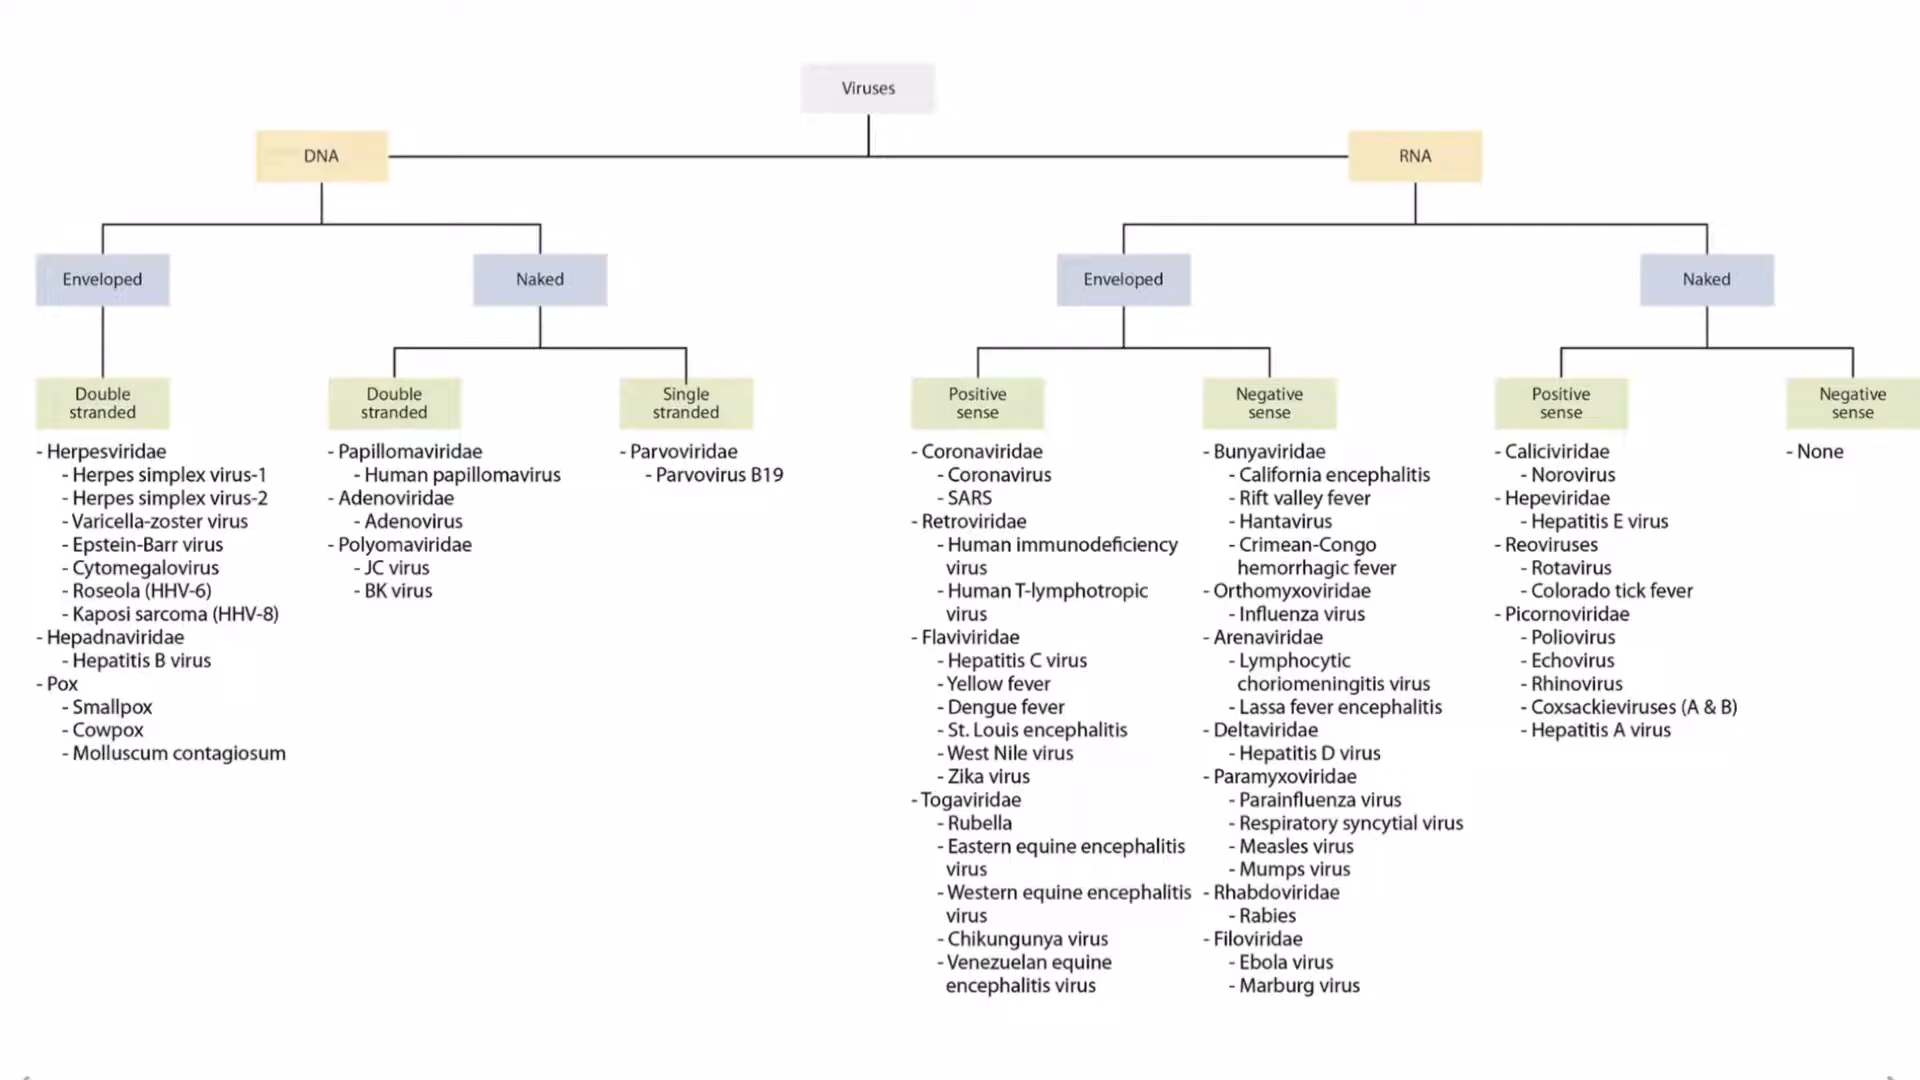 Viruses
DNA
RNA
Enveloped
Naked
Enveloped
Naked
Double
stranded
Double
stranded
Single
stranded
Positive
sense
Negative
sense
Positive
sense
Negative
sense
- Herpesviridae
- Herpes simplex virus-1
- Herpes simplex virus-2
- Varicella-zoster virus
- Epstein-Barr virus
- Cytomegalovirus
- Roseola (HHV-6)
- Kaposi sarcoma (HHV-8)
- Hepadnaviridae
- Hepatitis B virus
- Pox
- Smallpox
- Cowpox
- Molluscum contagiosum
- Papillomaviridae
- Human papillomavirus
- Adenoviridae
- Adenovirus
- Polyomaviridae
- JC virus
- BK virus
- Parvoviridae
- Parvovirus B19
- Coronaviridae
- Coronavirus
- SARS
- Retroviridae
- Human immunodeficiency
virus
- Human T-lymphotropic
virus
- Flaviviridae
- Hepatitis C virus
- Yellow fever
- Dengue fever
- St. Louis encephalitis
- West Nile virus
- Zika virus
- Togaviridae
- Rubella
- Eastern equine encephalitis
virus
- Western equine encephalitis
virus
- Chikungunya virus
- Venezuelan equine
encephalitis virus
- Bunyaviridae
- California encephalitis
- Rift valley fever
- Hantavirus
- Crimean-Congo
hemorrhagic fever
- Orthomyxoviridae
- Influenza virus
- Arenaviridae
- Lymphocytic
choriomeningitis virus
- Lassa fever encephalitis
- Deltaviridae
- Hepatitis D virus
- Paramyxoviridae
- Parainfluenza virus
- Respiratory syncytial virus
- Measles virus
- Mumps virus
- Rhabdoviridae
- Rabies
- Filoviridae
- Ebola virus
- Marburg virus
- Caliciviridae
- Norovirus
- Hepeviridae
- Hepatitis E virus
- Reoviruses
- Rotavirus
- Colorado tick fever
- Picornoviridae
- Poliovirus
- Echovirus
- Rhinovirus
- Coxsackieviruses (A & B)
- Hepatitis A virus
- None